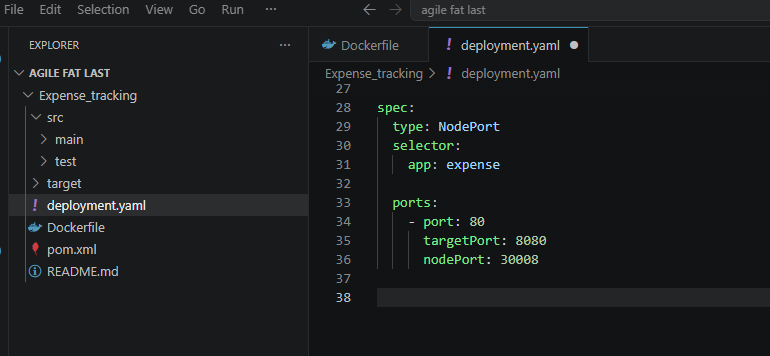 File Edit Selection View Go Run ··· ← → agile fat last
EXPLORER ···
AGILE FAT LAST
Expense_tracking
src
main
test
target
! deployment.yaml
Dockerfile
pom.xml
README.md
Dockerfile ! deployment.yaml ●
Expense_tracking > ! deployment.yaml
27
28 spec:
29   type: NodePort
30   selector:
31     app: expense
32
33   ports:
34     - port: 80
35       targetPort: 8080
36       nodePort: 30008
37
38